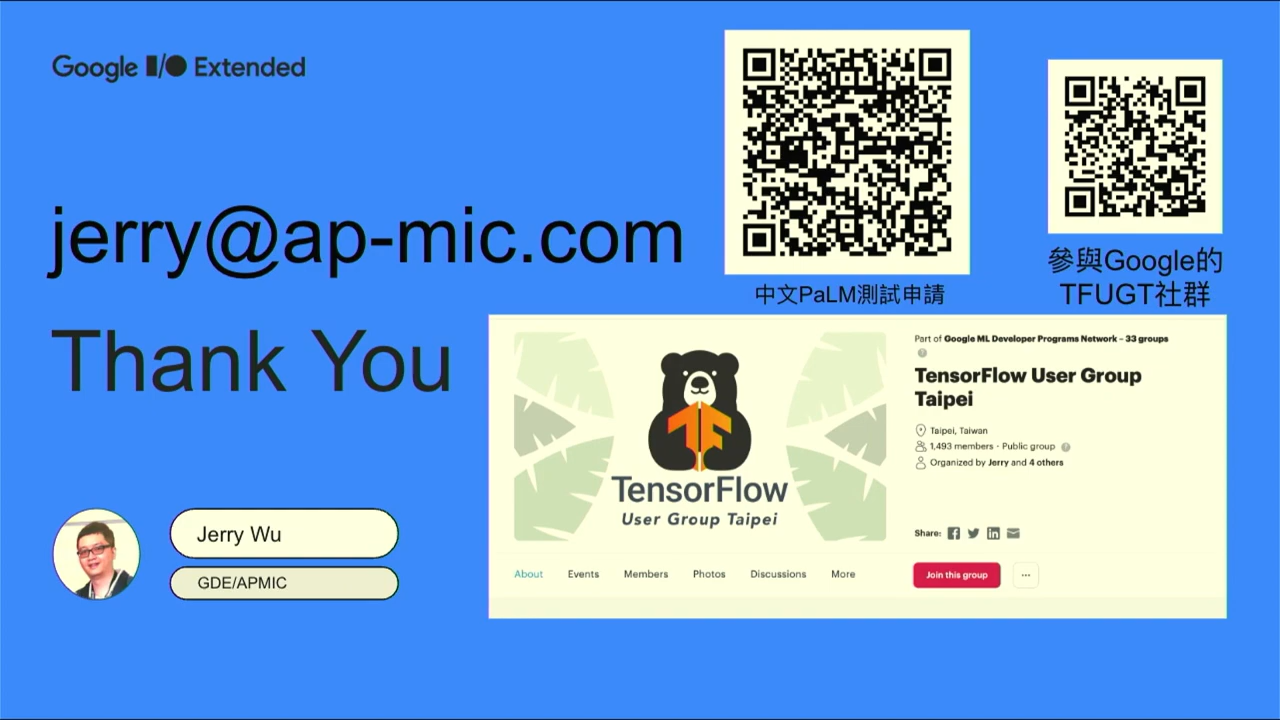 Google I/O Extended
jerry@ap-mic.com
Thank You
Jerry Wu
GDE/APMIC
中文PaLM測試申請
參與Google的
TFUGT社群
TensorFlow
User Group Taipei
Part of Google ML Developer Programs Network – 33 groups
?
TensorFlow User Group
Taipei
Taipei, Taiwan
1,493 members · Public group ?
Organized by Jerry and 4 others
Share:
About Events Members Photos Discussions More
Join this group ...